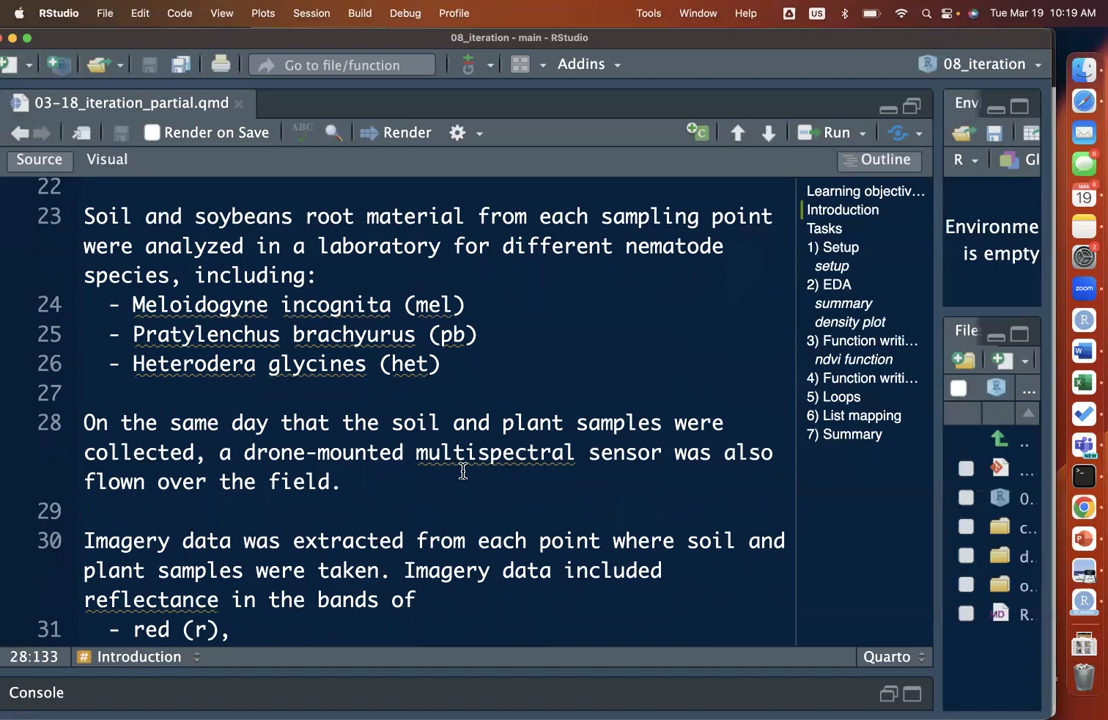 RStudio File Edit Code View Plots Session Build Debug Profile Tools Window Help US Tue Mar 19 10:19 AM
08_iteration - main - RStudio
Go to file/function Addins 08_iteration
03-18_iteration_partial.qmd
Render on Save ABC Render Run
Source Visual Outline
22
23 Soil and soybeans root material from each sampling point
were analyzed in a laboratory for different nematode
species, including:
24 - Meloidogyne incognita (mel)
25 - Pratylenchus brachyurus (pb)
26 - Heterodera glycines (het)
27
28 On the same day that the soil and plant samples were
collected, a drone-mounted multispectral sensor was also
flown over the field.
29
30 Imagery data was extracted from each point where soil and
plant samples were taken. Imagery data included
reflectance in the bands of
31 - red (r),
Learning objectiv...
Introduction
Tasks
1) Setup
setup
2) EDA
summary
density plot
3) Function writi...
ndvi function
4) Function writi...
5) Loops
6) List mapping
7) Summary
28:133 Introduction Quarto
Console
Env
R Gl
Environme
is empty
File
..
0.
c.
d.
o.
R.
MAR
19
zoom